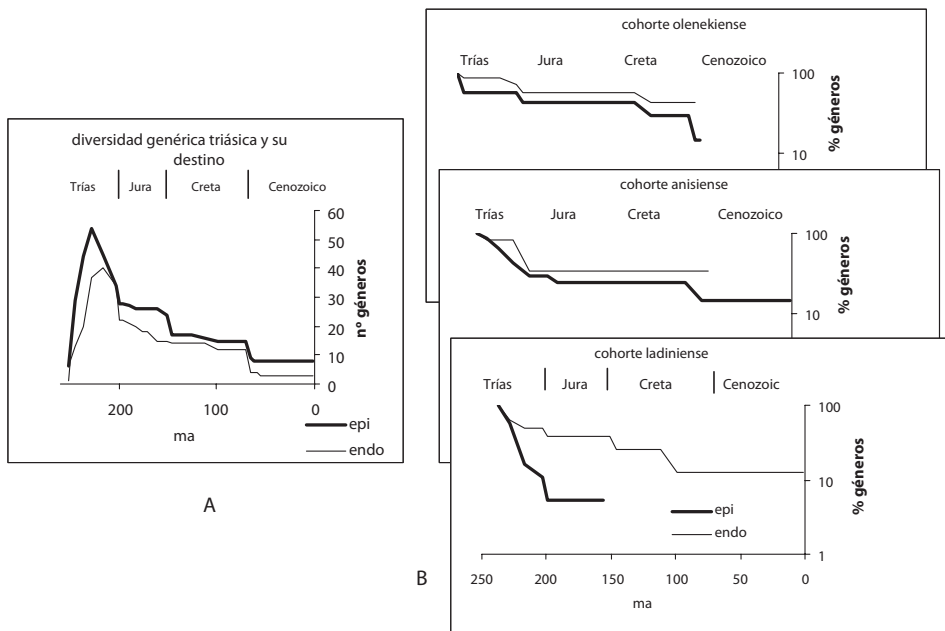 diversidad genérica triásica y su
destino
Trías Jura Creta Cenozoico
60
50
40
30
20
10
0
nº géneros
200 100 0
ma
epi
endo
A
cohorte olenekiense
Trías Jura Creta Cenozoico
100
10
% géneros
cohorte anisiense
Trías Jura Creta Cenozoico
100
10
% géneros
cohorte ladiniense
Trías Jura Creta Cenozoic
100
10
1
% géneros
epi
endo
250 200 150 100 50 0
ma
B